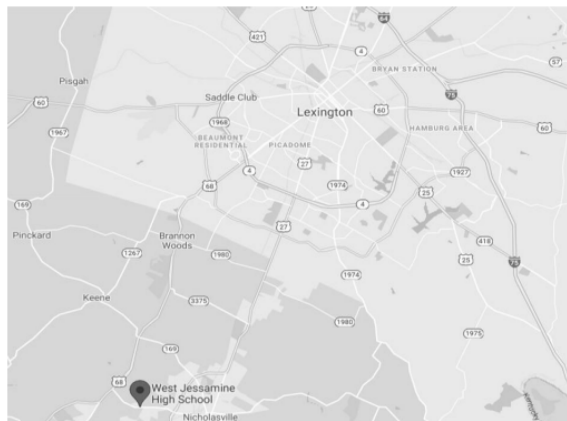 64
421
68
4
BRYAN STATION
57
Pisgah
60
Saddle Club
75
Lexington
60
1968
HAMBURG AREA
60
1967
BEAUMONT
RESIDENTIAL
PICADOME
27
4
68
1974
25
1927
169
4
Pinckard
Brannon
Woods
27
418
1267
1980
1974
25
75
Keene
3375
1980
1975
169
68
West Jessamine
High School
Nicholasville